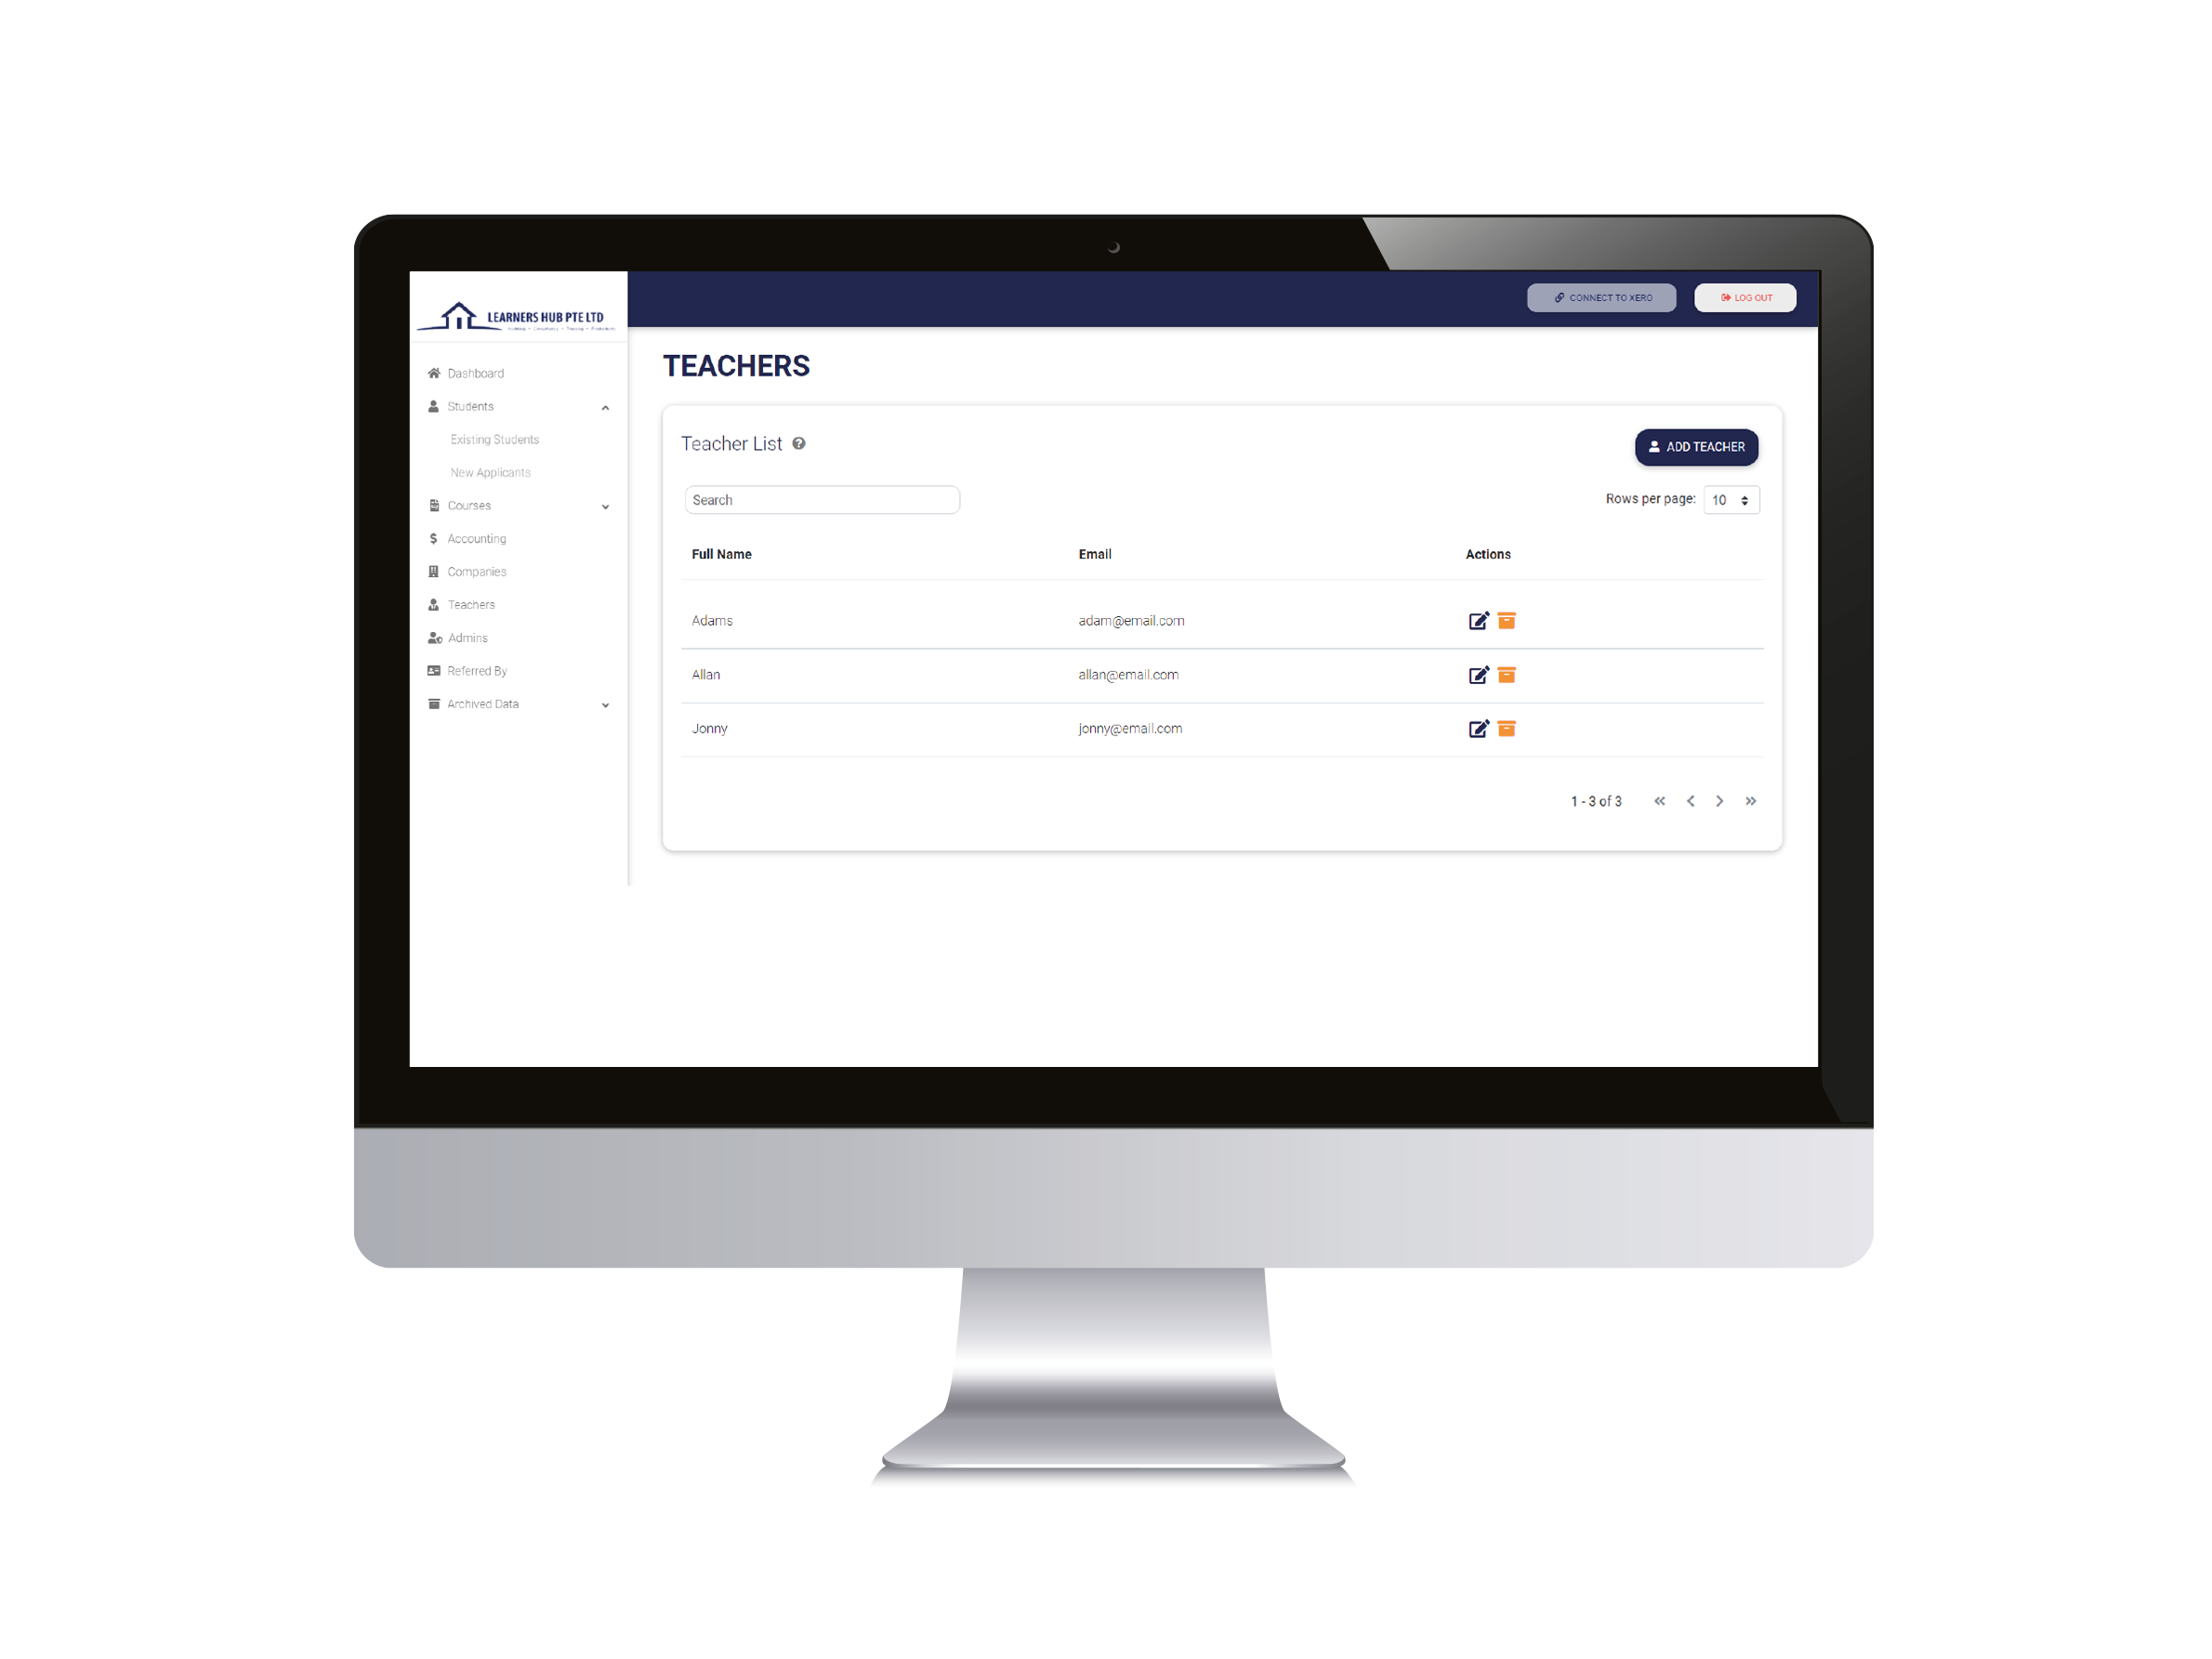 LEARNERS HUB PTE LTD
CONNECT TO XERO
LOG OUT
Dashboard
Students
Existing Students
New Applicants
Courses
Accounting
Companies
Teachers
Admins
Referred By
Archived Data
TEACHERS
Teacher List
ADD TEACHER
Search
Rows per page: 10
Full Name Email Actions
Adams adam@email.com
Allan allan@email.com
Jonny jonny@email.com
1 - 3 of 3